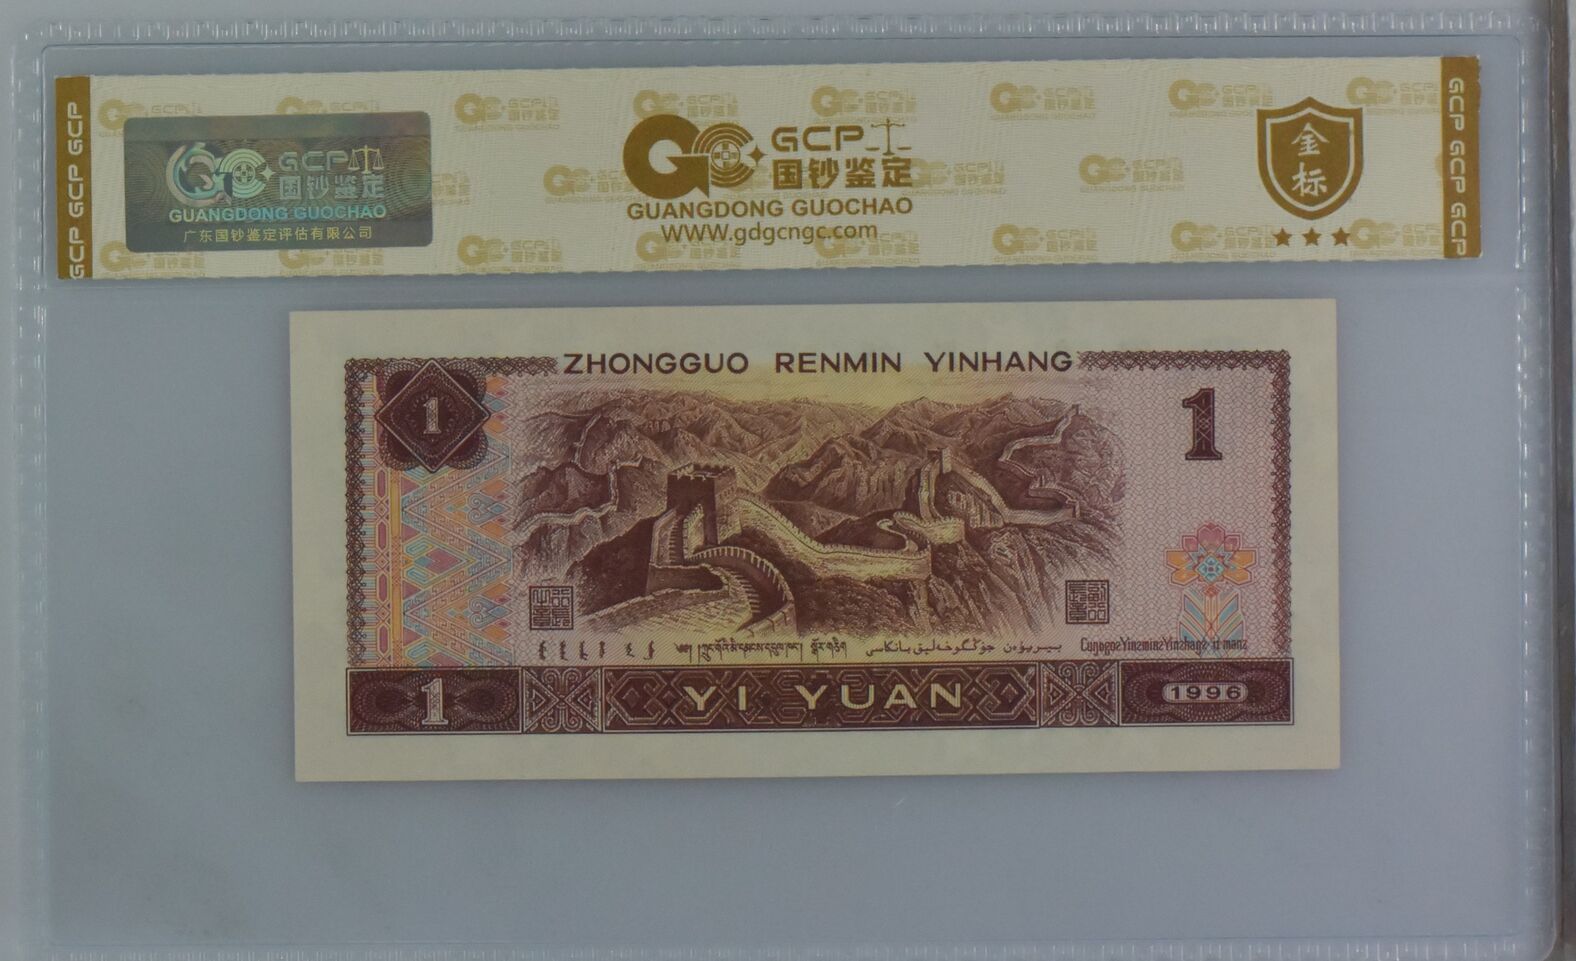 GCP
国钞鉴定
GUANGDONG GUOCHAO
广东国钞鉴定评估有限公司
GCP
国钞鉴定
GUANGDONG GUOCHAO
WWW.gdgcngc.com
金标
GCP GCP GCP
GCP GCP GCP
ZHONGGUO RENMIN YINHANG
1
1
1
YI YUAN
1996